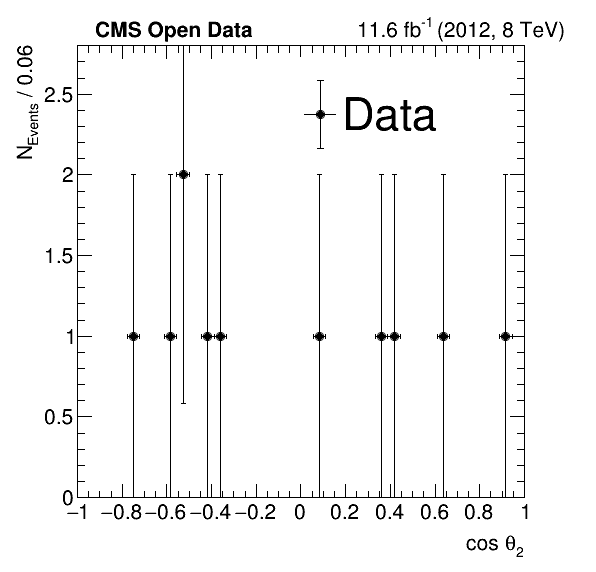 CMS Open Data 11.6 fb⁻¹ (2012, 8 TeV)
N_Events / 0.06
Data
2.5
2
1.5
1
0.5
0
−1 −0.8 −0.6 −0.4 −0.2 0 0.2 0.4 0.6 0.8 1
cos θ₂